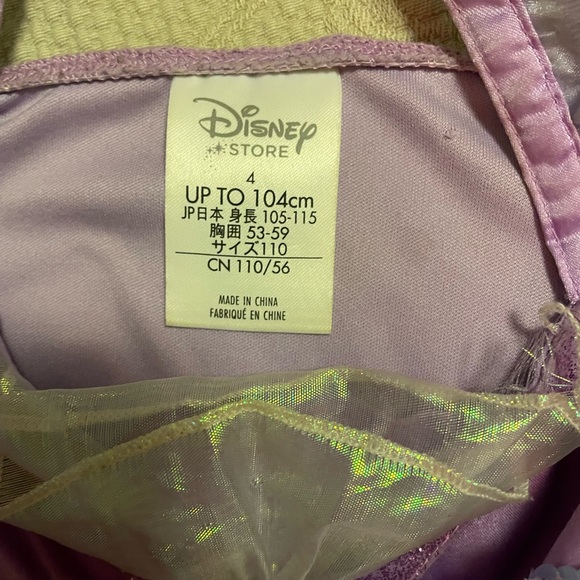 Disney
STORE
4
UP TO 104cm
JP日本 身長 105-115
胸囲 53-59
サイズ110
CN 110/56
MADE IN CHINA
FABRIQUÉ EN CHINE